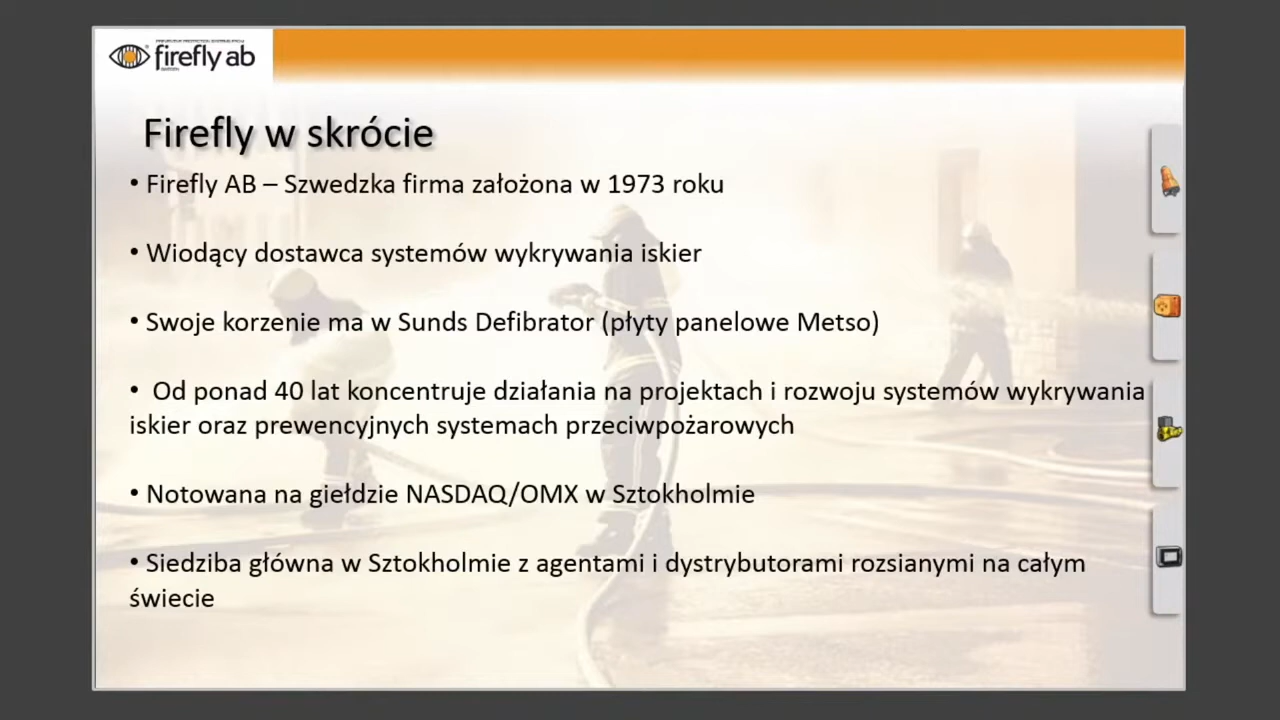 firefly ab
Firefly w skrócie
• Firefly AB – Szwedzka firma założona w 1973 roku
• Wiodący dostawca systemów wykrywania iskier
• Swoje korzenie ma w Sunds Defibrator (płyty panelowe Metso)
• Od ponad 40 lat koncentruje działania na projektach i rozwoju systemów wykrywania
iskier oraz prewencyjnych systemach przeciwpożarowych
• Notowana na giełdzie NASDAQ/OMX w Sztokholmie
• Siedziba główna w Sztokholmie z agentami i dystrybutorami rozsianymi na całym
świecie